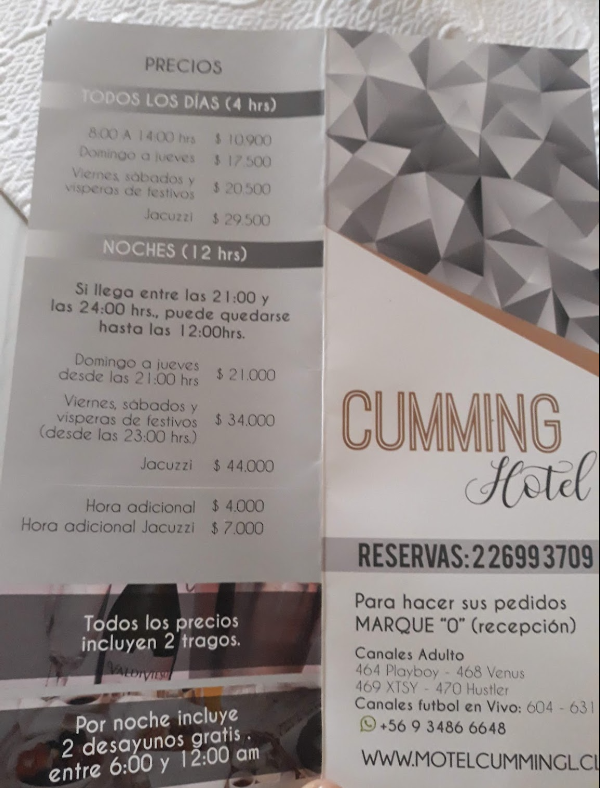 PRECIOS
TODOS LOS DÍAS (4 hrs)
8:00 A 14:00 hrs $ 10.900
Domingo a jueves $ 17.500
Viernes, sábados y
vísperas de festivos $ 20.500
Jacuzzi $ 29.500
NOCHES (12 hrs)
Si llega entre las 21:00 y
las 24:00 hrs., puede quedarse
hasta las 12:00hrs.
Domingo a jueves
desde las 21:00 hrs $ 21.000
Viernes, sábados y
vísperas de festivos $ 34.000
(desde las 23:00 hrs.)
Jacuzzi $ 44.000
Hora adicional $ 4.000
Hora adicional Jacuzzi $ 7.000
Todos los precios
incluyen 2 tragos.
VALDIVIESO
Por noche incluye
2 desayunos gratis .
entre 6:00 y 12:00 am
CUMMING
Hotel
RESERVAS: 226993709
Para hacer sus pedidos
MARQUE "0" (recepción)
Canales Adulto
464 Playboy - 468 Venus
469 XTSY - 470 Hustler
Canales futbol en Vivo: 604 - 631
+56 9 3486 6648
WWW.MOTELCUMMINGL.CL